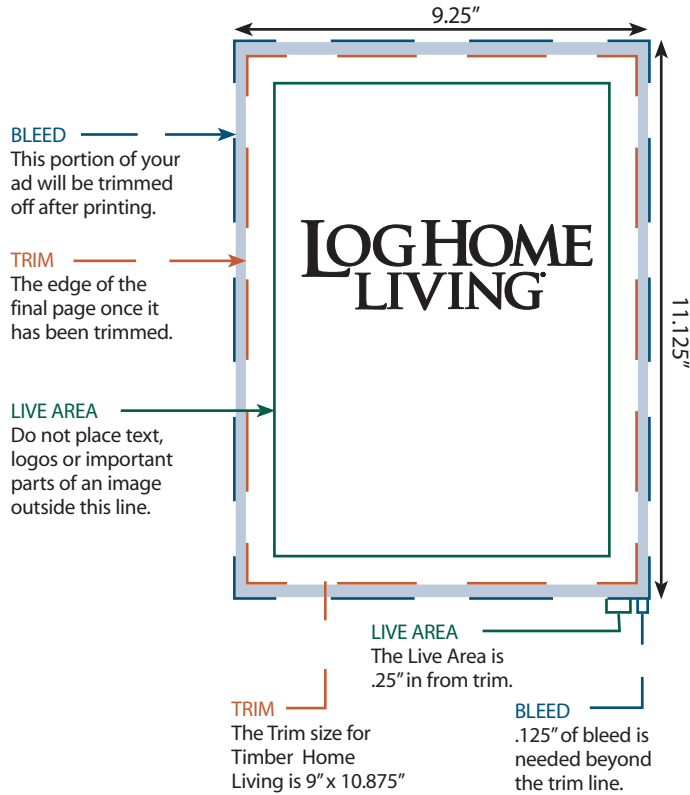 9.25”
BLEED
This portion of your
ad will be trimmed
off after printing.
TRIM
The edge of the
final page once it
has been trimmed.
LIVE AREA
Do not place text,
logos or important
parts of an image
outside this line.
LOG HOME
LIVING
11.125”
LIVE AREA
The Live Area is
.25” in from trim.
TRIM
The Trim size for
Timber Home
Living is 9” x 10.875”
BLEED
.125” of bleed is
needed beyond
the trim line.